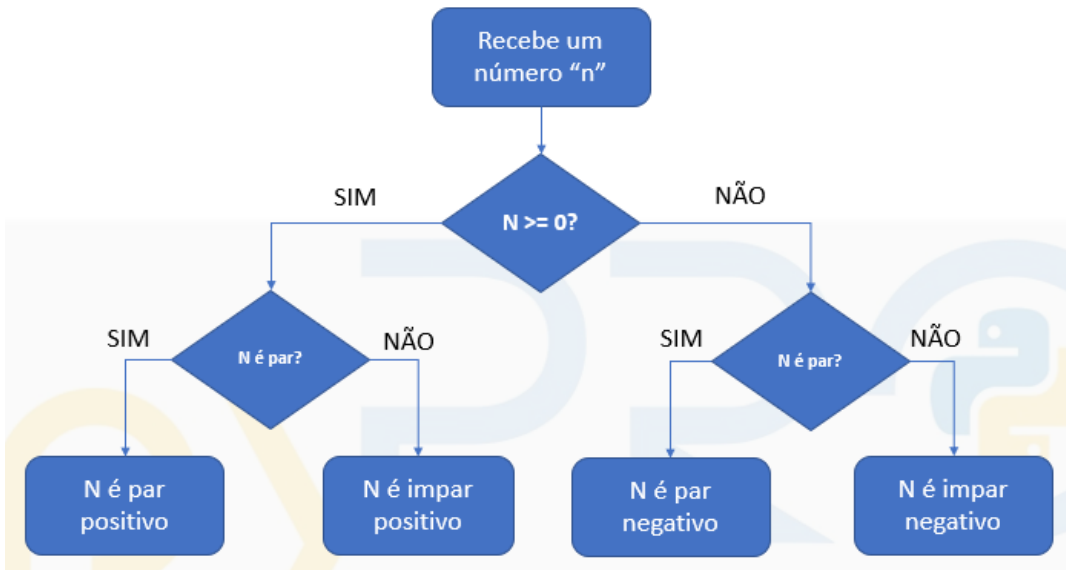 Recebe um
número “n”
SIM
N >= 0?
NÃO
SIM
N é par?
NÃO
SIM
N é par?
NÃO
N é par
positivo
N é impar
positivo
N é par
negativo
N é impar
negativo